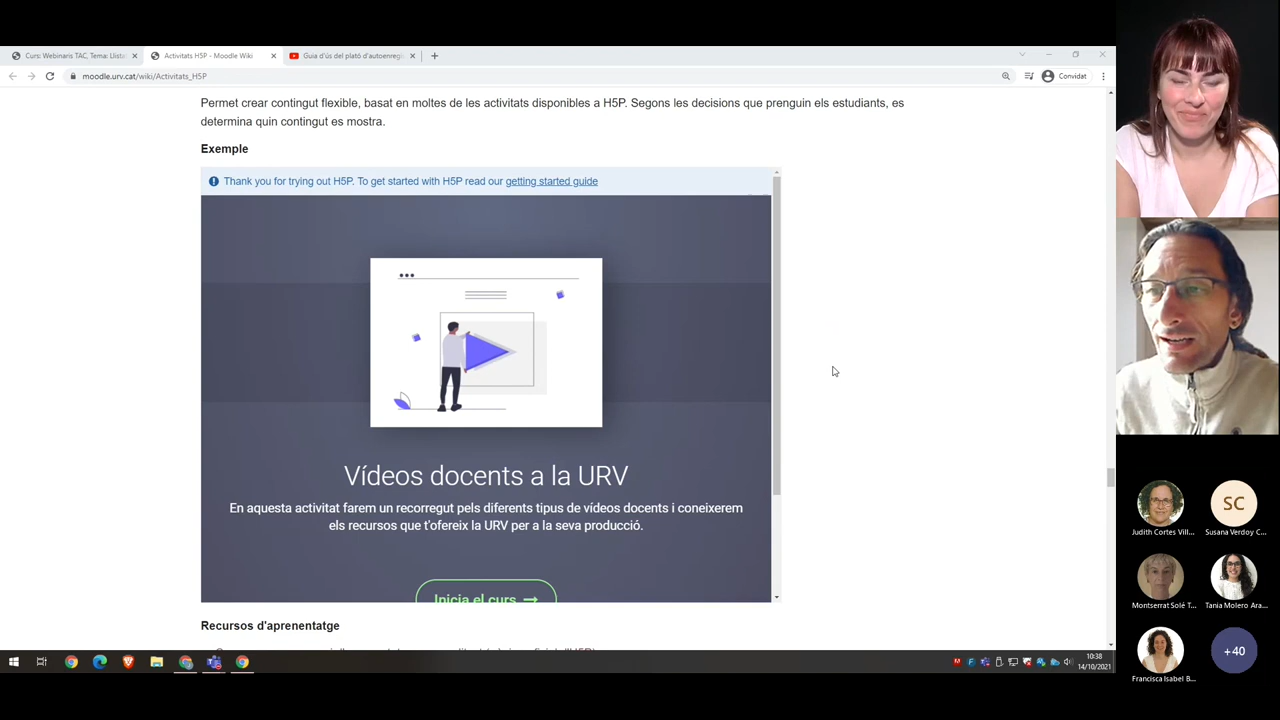 Curs: Webinaris TAC, Tema: Llista
Activitats H5P - Moodle Wiki
Guia d'ús del plató d'autoenregi
moodle.urv.cat/wiki/Activitats_H5P
Convidat
Permet crear contingut flexible, basat en moltes de les activitats disponibles a H5P. Segons les decisions que prenguin els estudiants, es
determina quin contingut es mostra.
Exemple
Thank you for trying out H5P. To get started with H5P read our getting started guide
Vídeos docents a la URV
En aquesta activitat farem un recorregut pels diferents tipus de vídeos docents i coneixerem
els recursos que t'ofereix la URV per a la seva producció.
Inicia el curs →
Recursos d'aprenentatge
SC
Judith Cortes Vill...
Susana Verdoy C...
Montserrat Solé T...
Tania Molero Ara...
+40
Francisca Isabel B...
10:38
14/10/2021